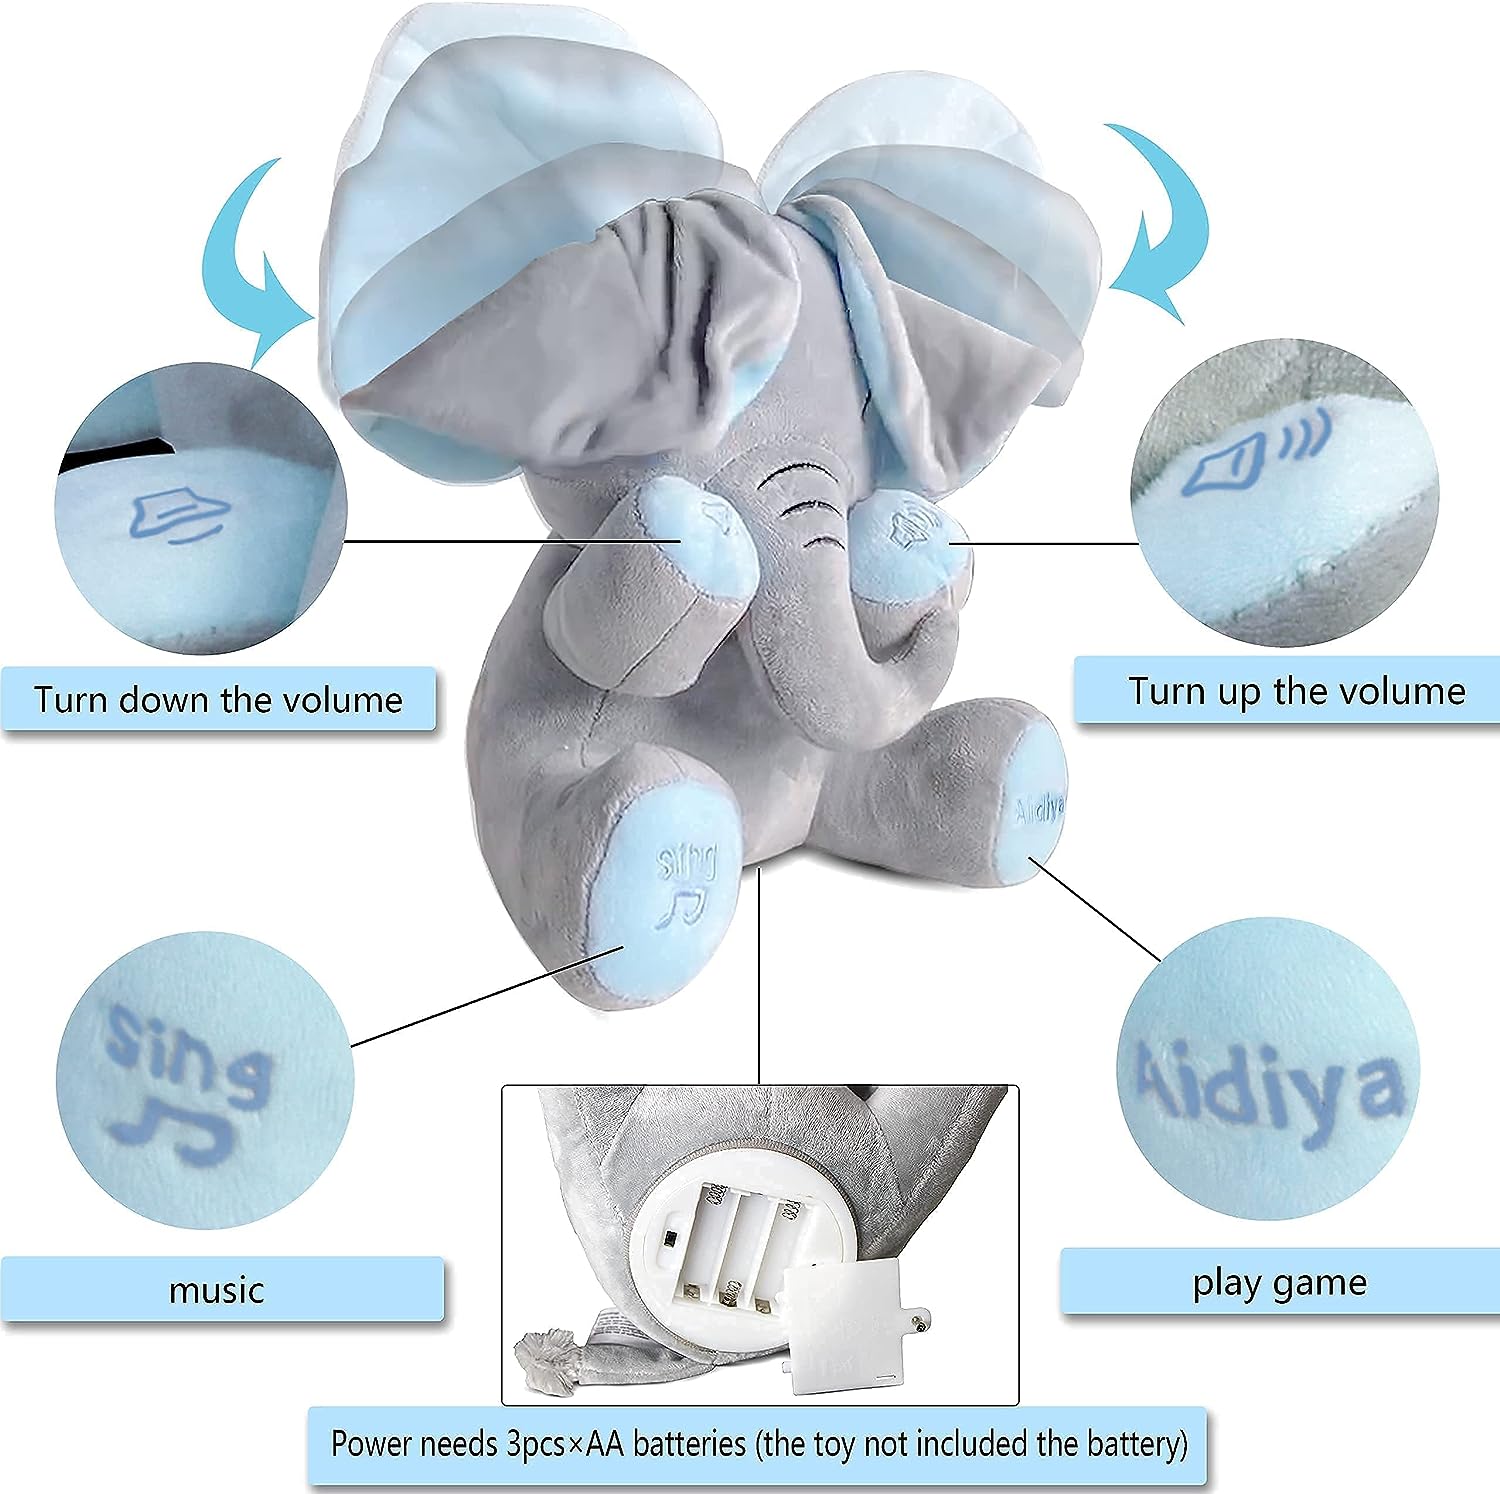 Turn down the volume
Turn up the volume
Aidiya
sing
sing
Aidiya
music
play game
Power needs 3pcs×AA batteries (the toy not included the battery)